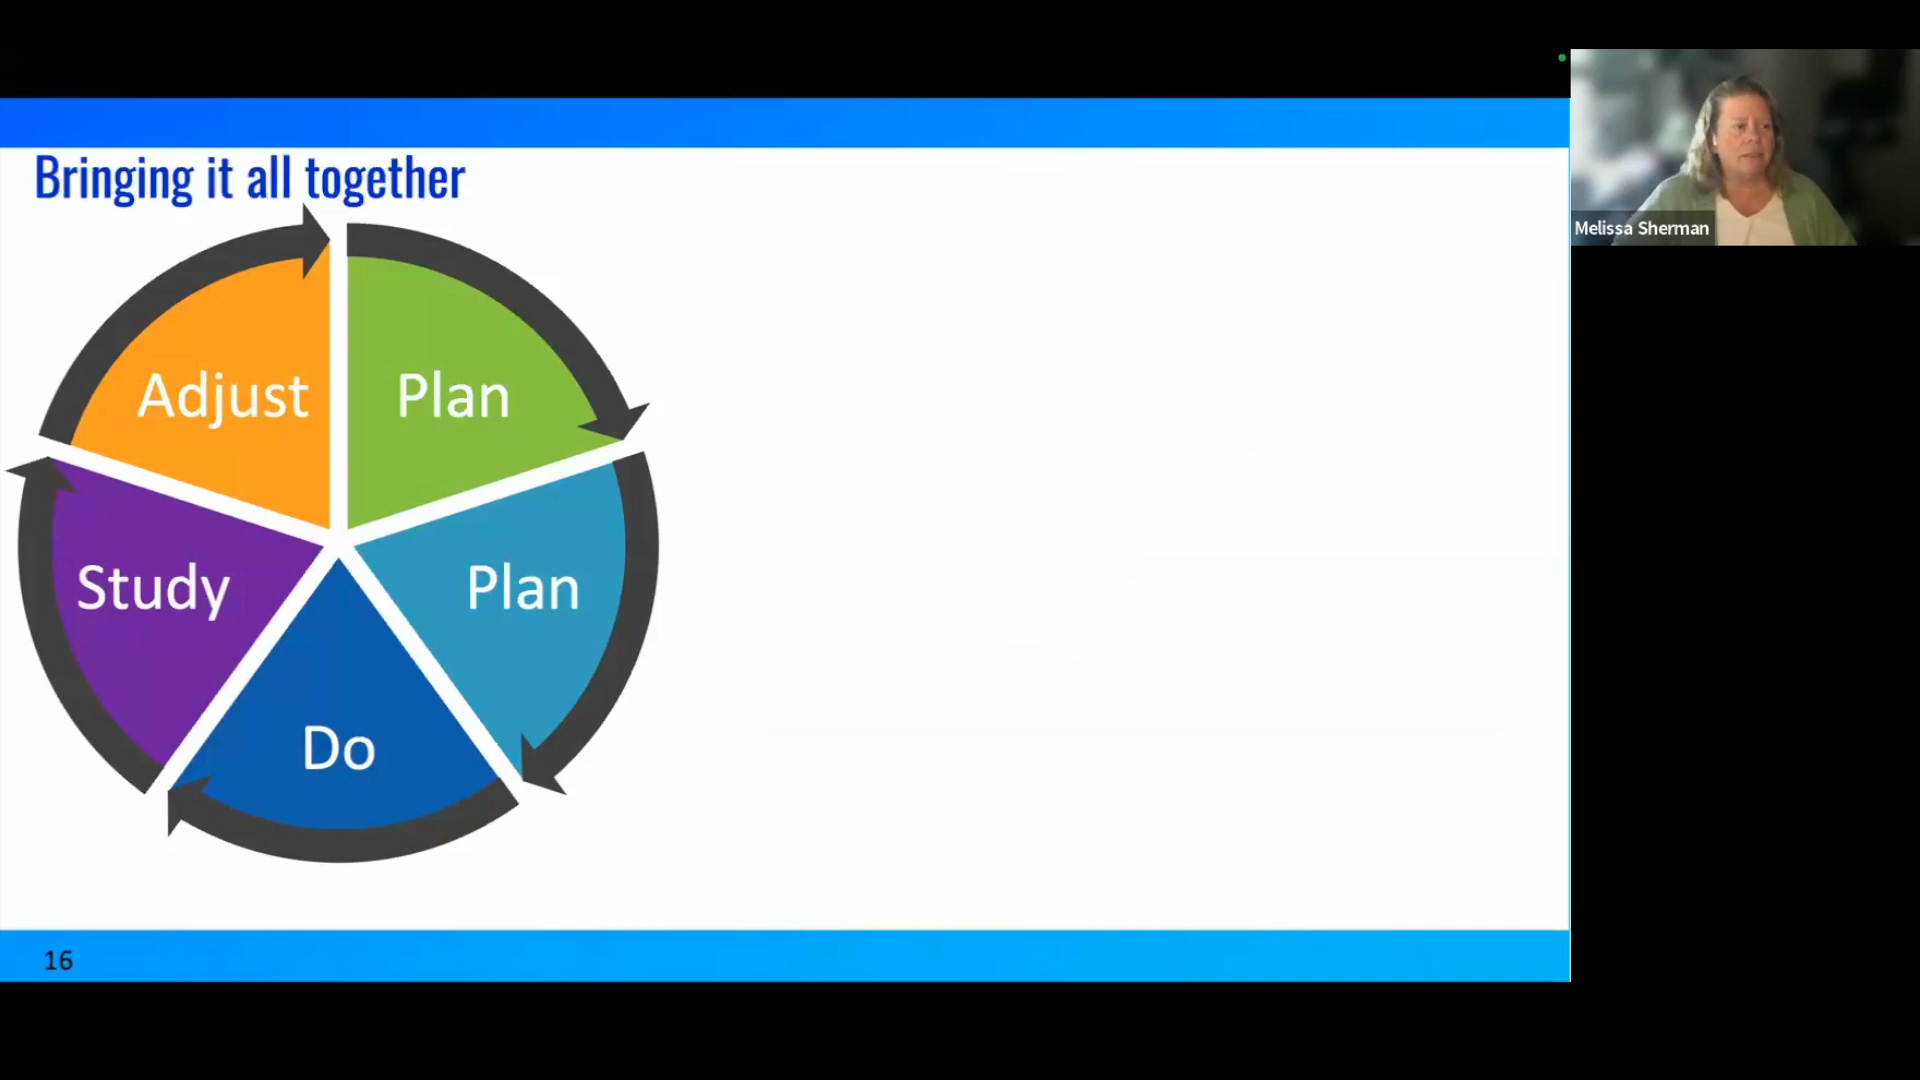 Bringing it all together
Adjust
Plan
Study
Plan
Do
16
Melissa Sherman